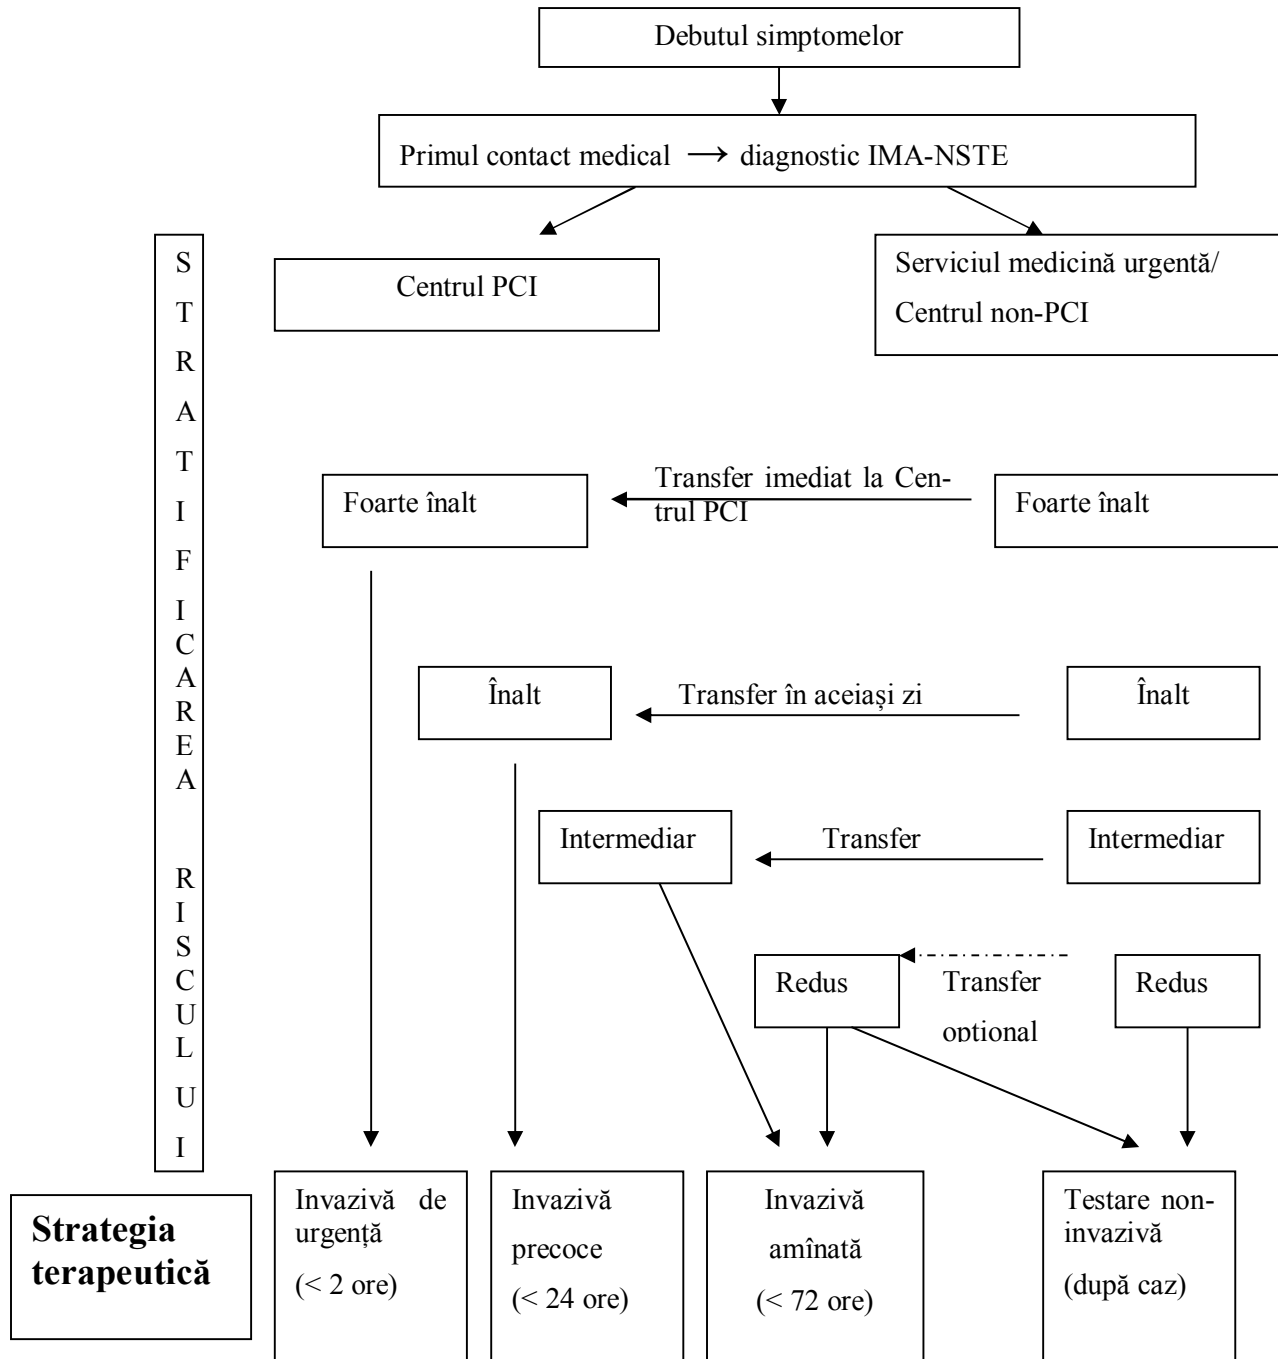 Debutul simptomelor
Primul contact medical → diagnostic IMA-NSTE
Centrul PCI
Serviciul medicină urgentă/
Centrul non-PCI
STRATIFICAREA RISCULUI
Foarte înalt
Transfer imediat la Cen-
trul PCI
Foarte înalt
Înalt
Transfer în aceiași zi
Înalt
Intermediar
Transfer
Intermediar
Redus
Transfer
opțional
Redus
Strategia
terapeutică
Invazivă de
urgență
(< 2 ore)
Invazivă
precoce
(< 24 ore)
Invazivă
amînată
(< 72 ore)
Testare non-
invazivă
(după caz)